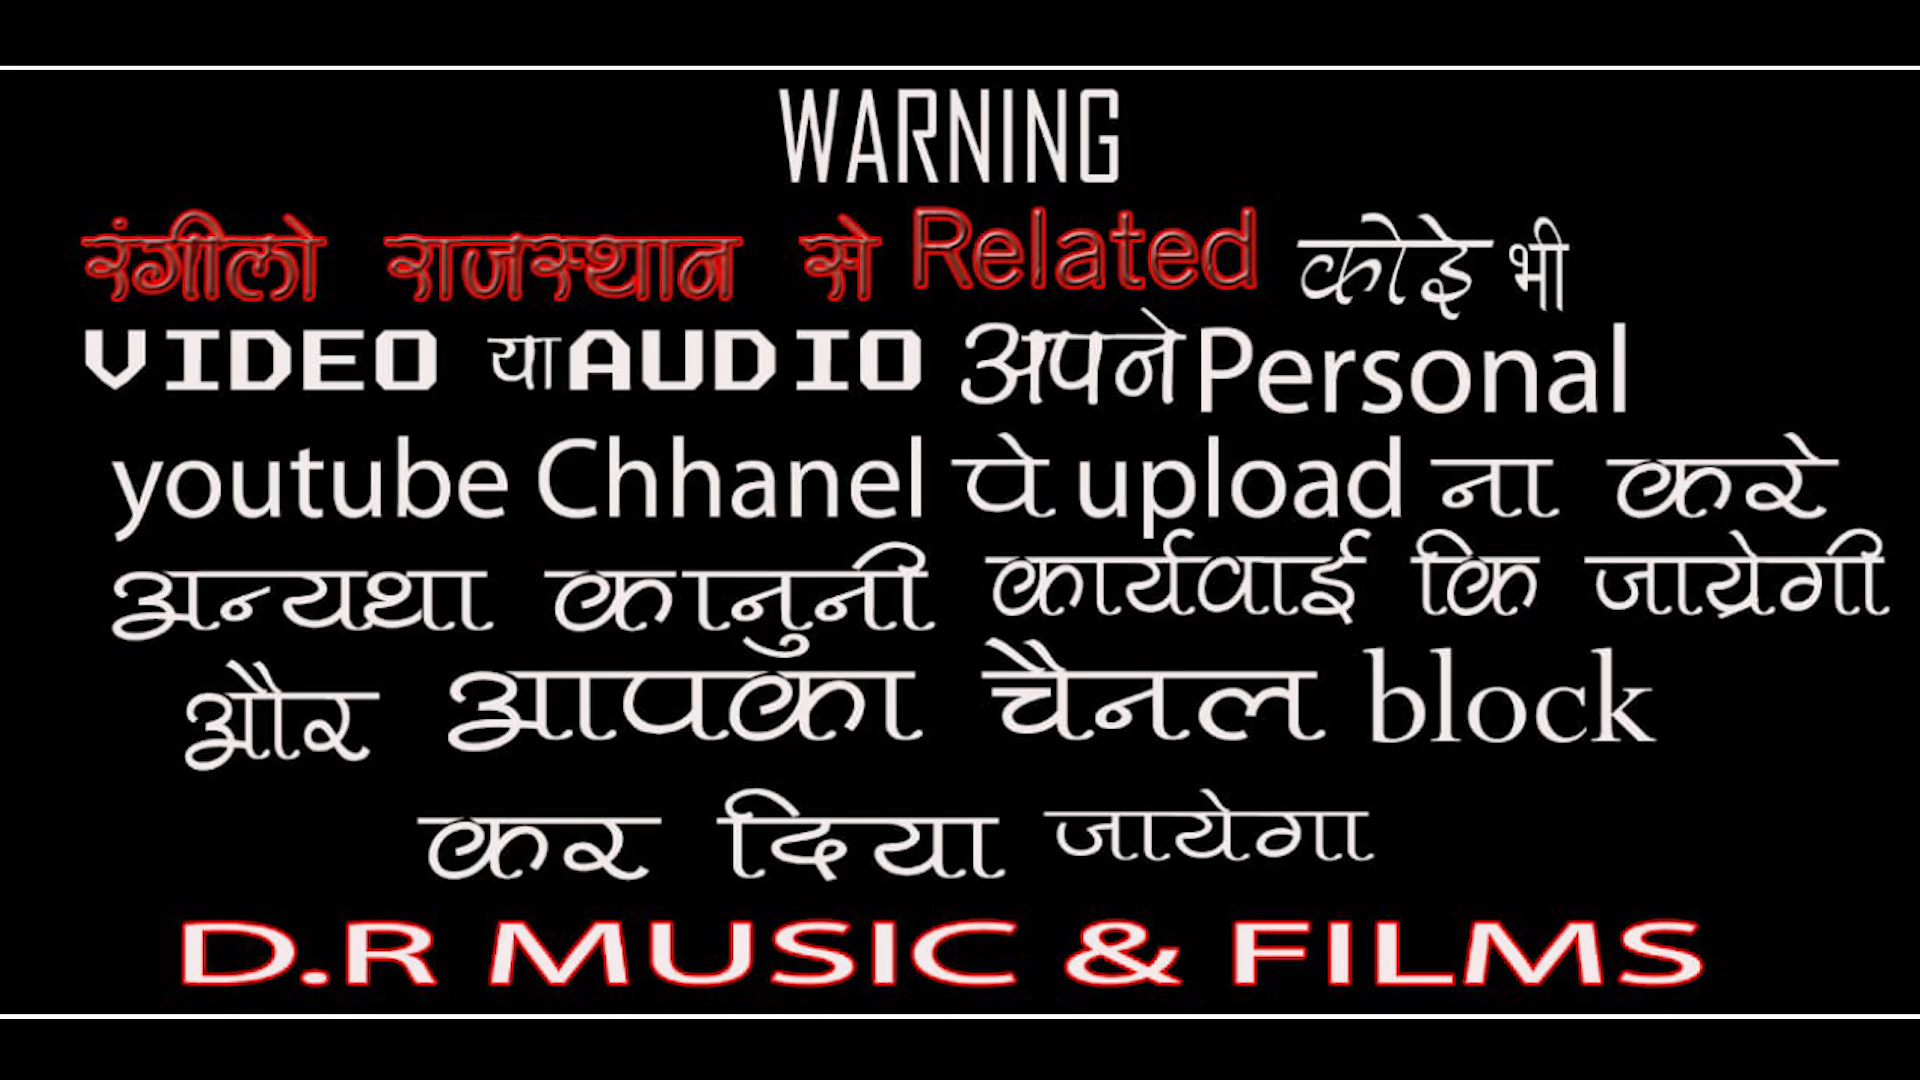 WARNING
रंगीलो राजस्थान से Related कोई भी
VIDEO या AUDIO अपने Personal
youtube Chhanel पे upload ना करे
अन्यथा कानुनी कार्यवाई कि जायेगी
और आपका चैनल block
कर दिया जायेगा
D.R MUSIC & FILMS